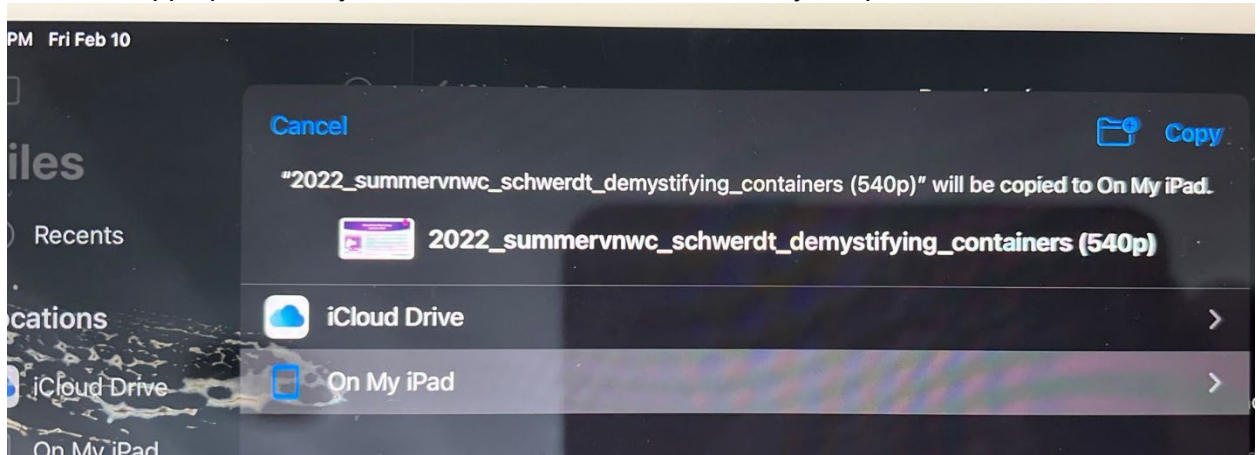 PM Fri Feb 10
Cancel
Copy
iles
"2022_summervnwc_schwerdt_demystifying_containers (540p)" will be copied to On My iPad.
2022_summervnwc_schwerdt_demystifying_containers (540p)
Recents
cations
iCloud Drive
iCloud Drive
On My iPad
On My iPad